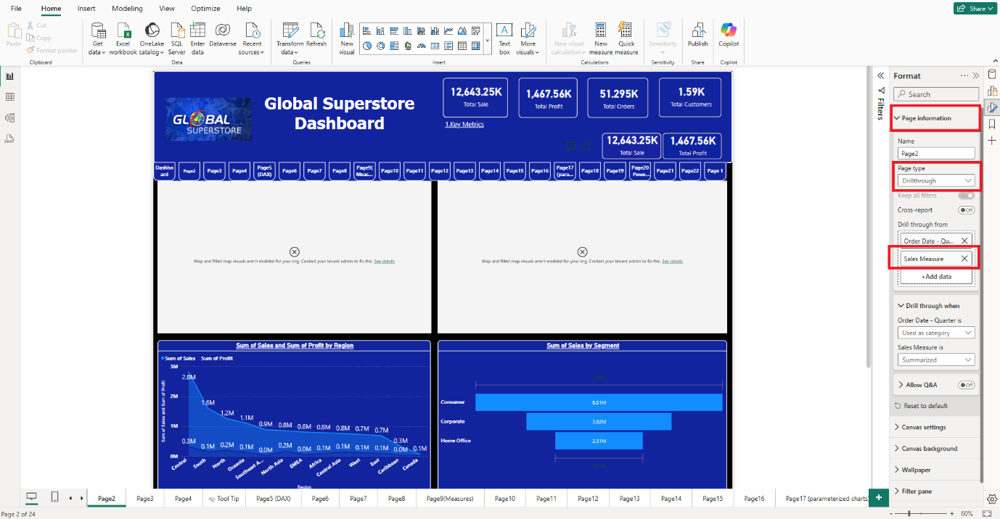 File Home Insert Modeling View Optimize Help Share
Paste
Cut
Copy
Format painter
Clipboard
Get data
Excel workbook
OneLake catalog
SQL Server
Enter data
Dataverse
Recent sources
Data
Transform data
Refresh
Queries
New visual
Text box
More visuals
Insert
New visual calculation
New measure
Quick measure
Calculations
Sensitivity
Sensitivity
Publish
Share
Copilot
Copilot
GLOBAL
SUPERSTORE
Global Superstore
Dashboard
12,643.25K
Total Sale
1,467.56K
Total Profit
51.295K
Total Orders
1.59K
Total Customers
1.Key Metrics
12,643.25K
Total Sale
1,467.56K
Total Profit
Dashbo
ard
Page2
Page3
Page4
Page5
(DAX)
Page6
Page7
Page8
Page9(
Meas...
Page10
Page11
Page12
Page13
Page14
Page15
Page16
Page17
(para...
Page18
Page19
Page20
Powe...
Page21
Page22
Page 1
Map and filled map visuals aren't enabled for your org. Contact your tenant admin to fix this. See details
Map and filled map visuals aren't enabled for your org. Contact your tenant admin to fix this. See details
Sum of Sales and Sum of Profit by Region
Sum of Sales Sum of Profit
Sum of Sales and Sum of Profit
3M
2M
1M
0M
2.8M
1.6M
1.2M
1.1M
0.9M
0.8M
0.8M
0.8M
0.8M
0.7M
0.7M
0.3M
0.1M
0.3M
0.1M
0.2M
0.1M
0.0M
0.2M
0.0M
0.1M
0.1M
0.1M
0.1M
0.0M
Central
South
North
Oceania
Southeast A...
North Asia
EMEA
Africa
Central Asia
West
East
Caribbean
Canada
Region
Sum of Sales by Segment
Consumer
6.51M
Corporate
3.82M
Home Office
2.31M
Filters
Format
Search
Page information
Name
Page2
Page type
Drillthrough
Keep all filters
On
Cross-report
Off
Drill through from
Order Date - Qu...
Sales Measure
+Add data
Drill through when
Order Date - Quarter is
Used as category
Sales Measure is
Summarized
Allow Q&A
Off
Reset to default
Canvas settings
Canvas background
Wallpaper
Filter pane
Page2 Page3 Page4 Tool Tip Page5 (DAX) Page6 Page7 Page8 Page9(Measures) Page10 Page11 Page12 Page13 Page14 Page15 Page16 Page17 (parameterized charts)
Page 2 of 24
60%